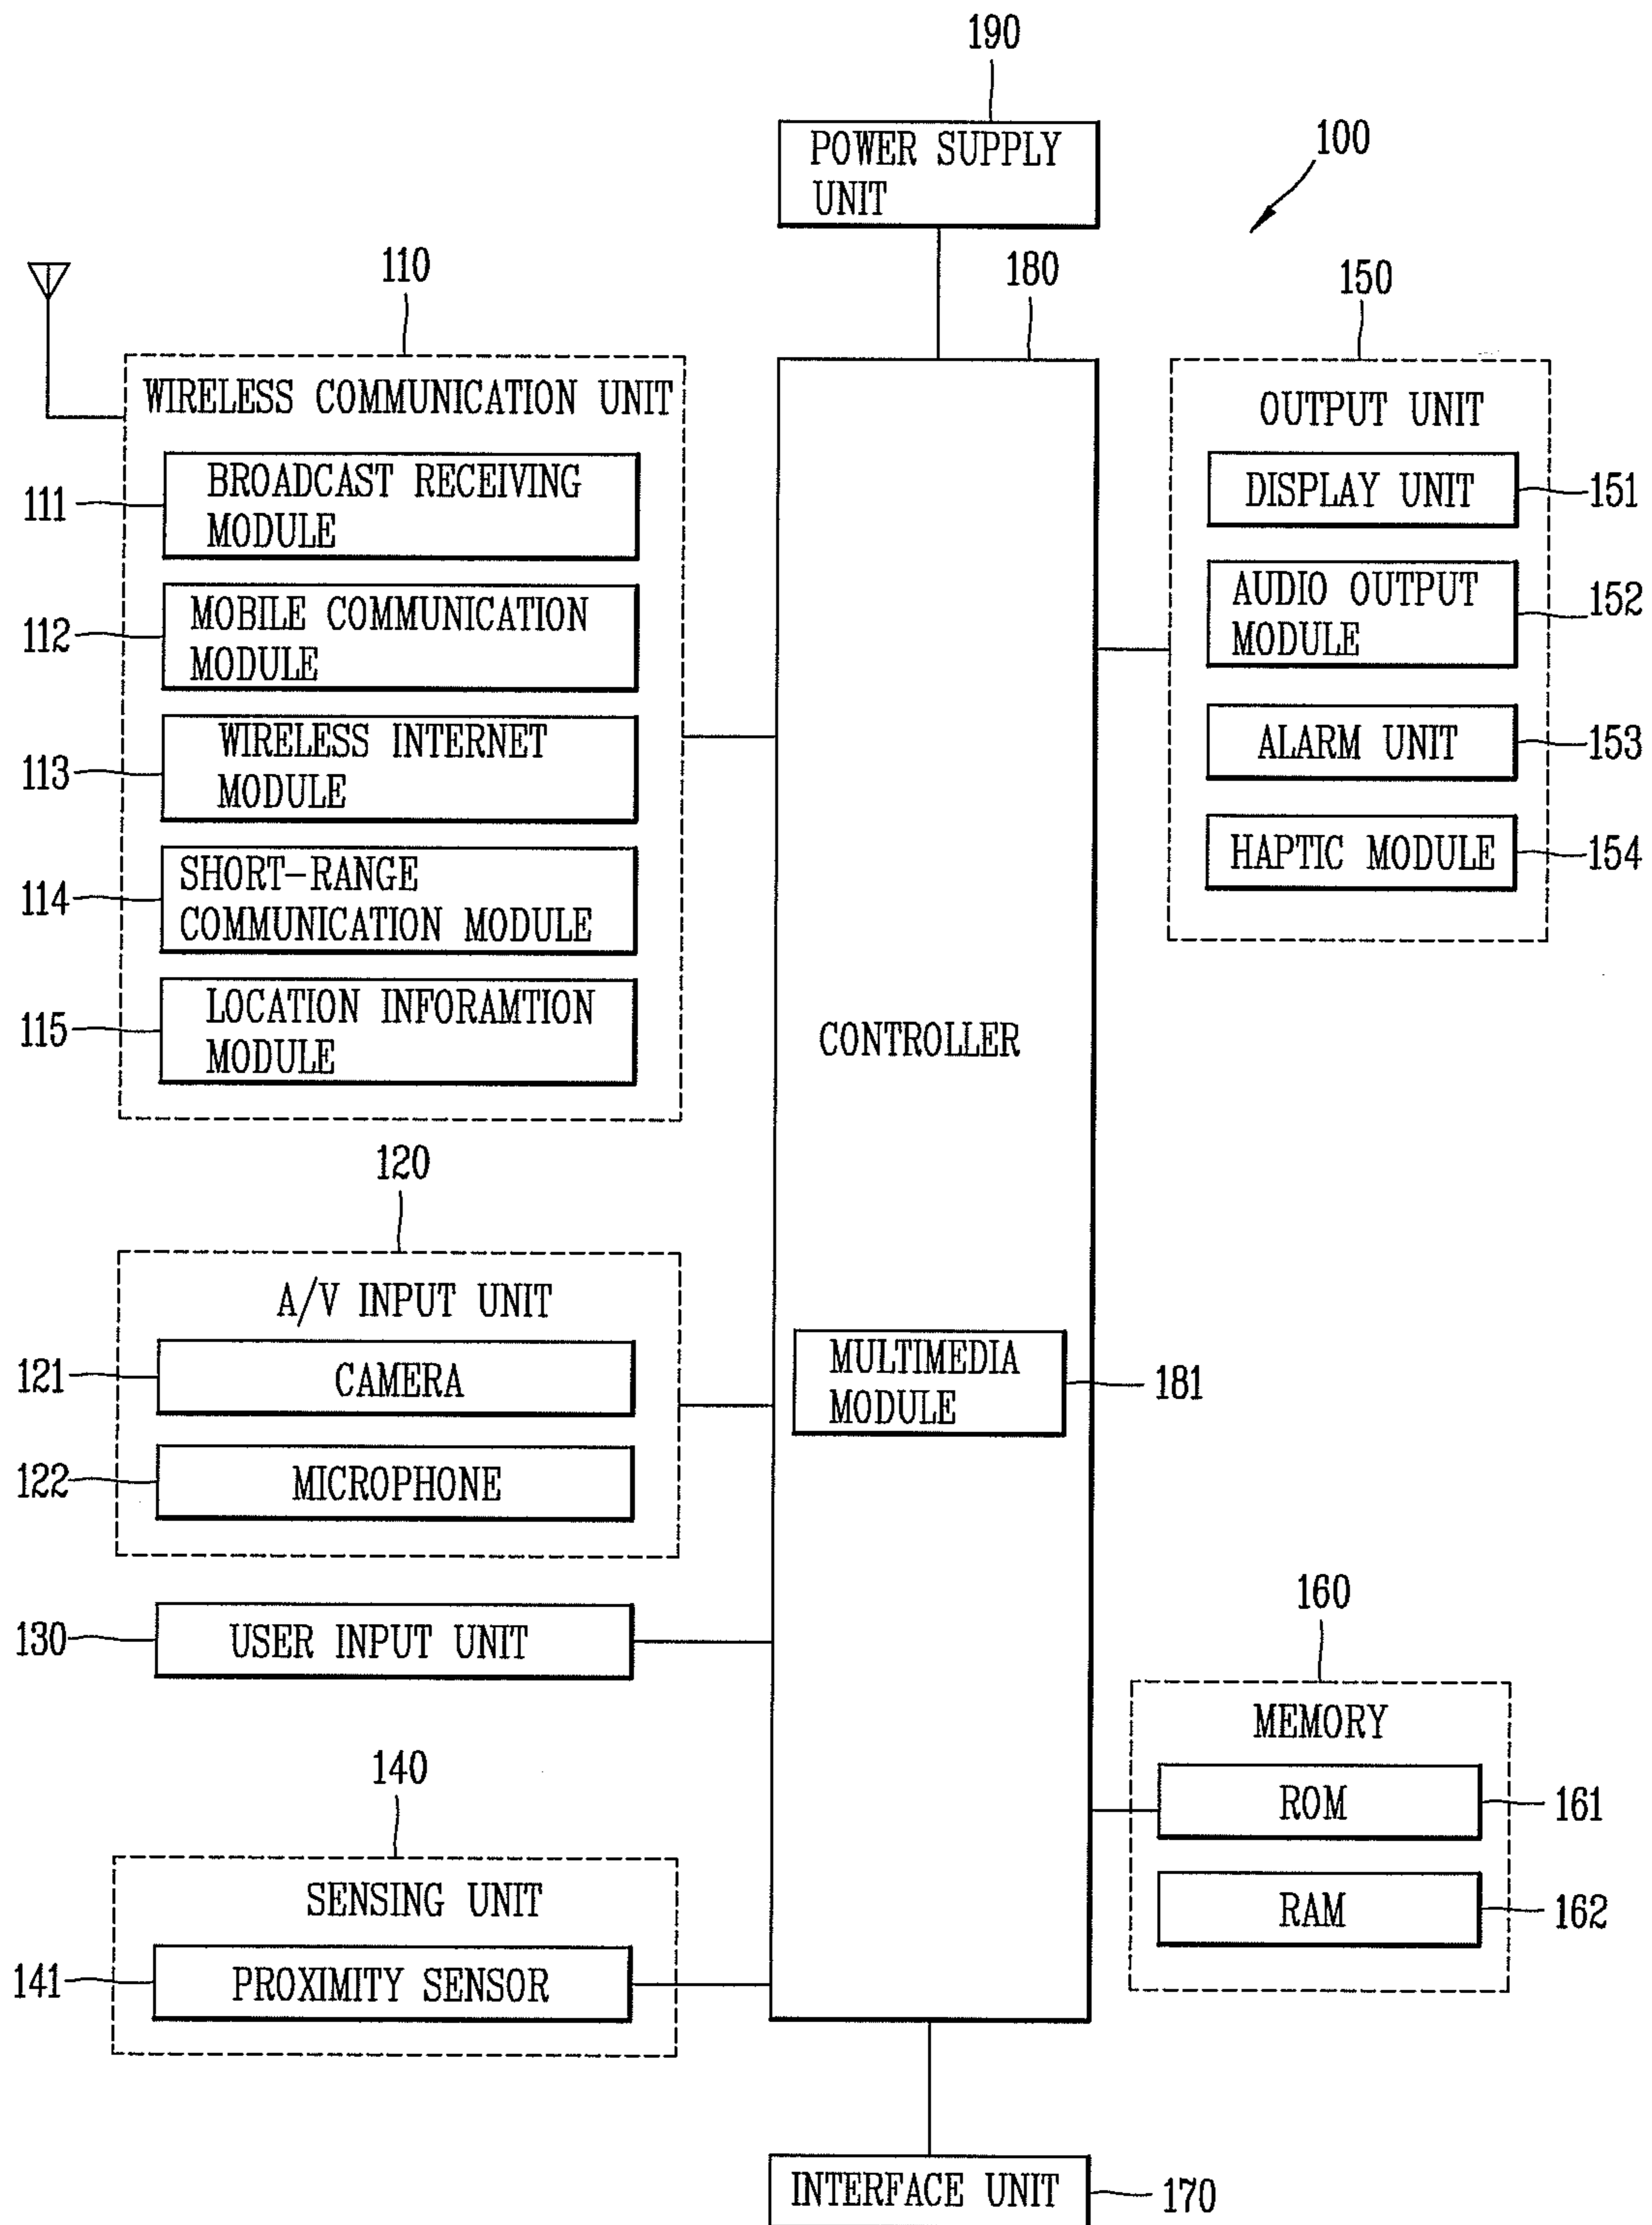 190
POWER SUPPLY
UNIT
100
110
180
150
WIRELESS COMMUNICATION UNIT
111
BROADCAST RECEIVING
MODULE
112
MOBILE COMMUNICATION
MODULE
113
WIRELESS INTERNET
MODULE
114
SHORT-RANGE
COMMUNICATION MODULE
115
LOCATION INFORAMTION
MODULE
OUTPUT UNIT
DISPLAY UNIT
151
AUDIO OUTPUT
MODULE
152
ALARM UNIT
153
HAPTIC MODULE
154
CONTROLLER
120
A/V INPUT UNIT
121
CAMERA
122
MICROPHONE
MULTIMEDIA
MODULE
181
130
USER INPUT UNIT
160
MEMORY
ROM
161
RAM
162
140
SENSING UNIT
141
PROXIMITY SENSOR
INTERFACE UNIT
170